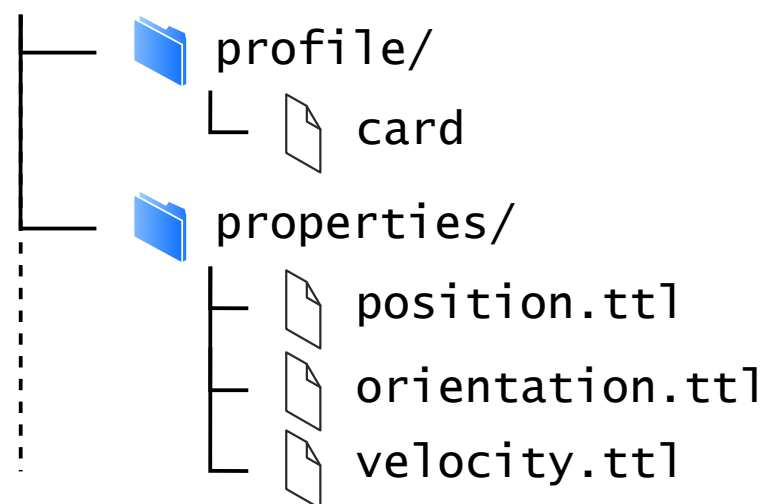 profile/
card
properties/
position.ttl
orientation.ttl
velocity.ttl